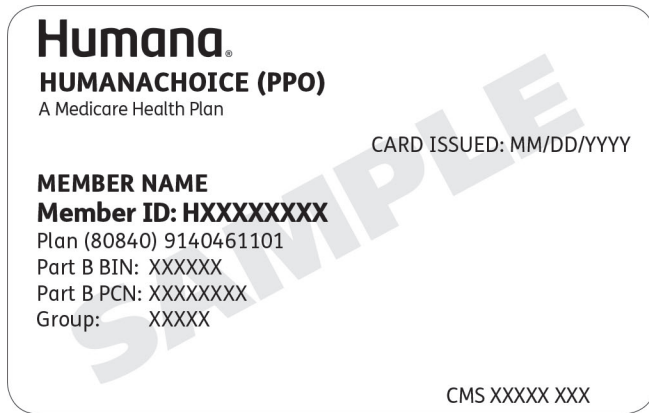 Humana®
HUMANACHOICE (PPO)
A Medicare Health Plan
CARD ISSUED: MM/DD/YYYY
MEMBER NAME
Member ID: HXXXXXXXX
Plan (80840) 9140461101
Part B BIN: XXXXXX
Part B PCN: XXXXXXXX
Group: XXXXX
CMS XXXXX XXX
SAMPLE